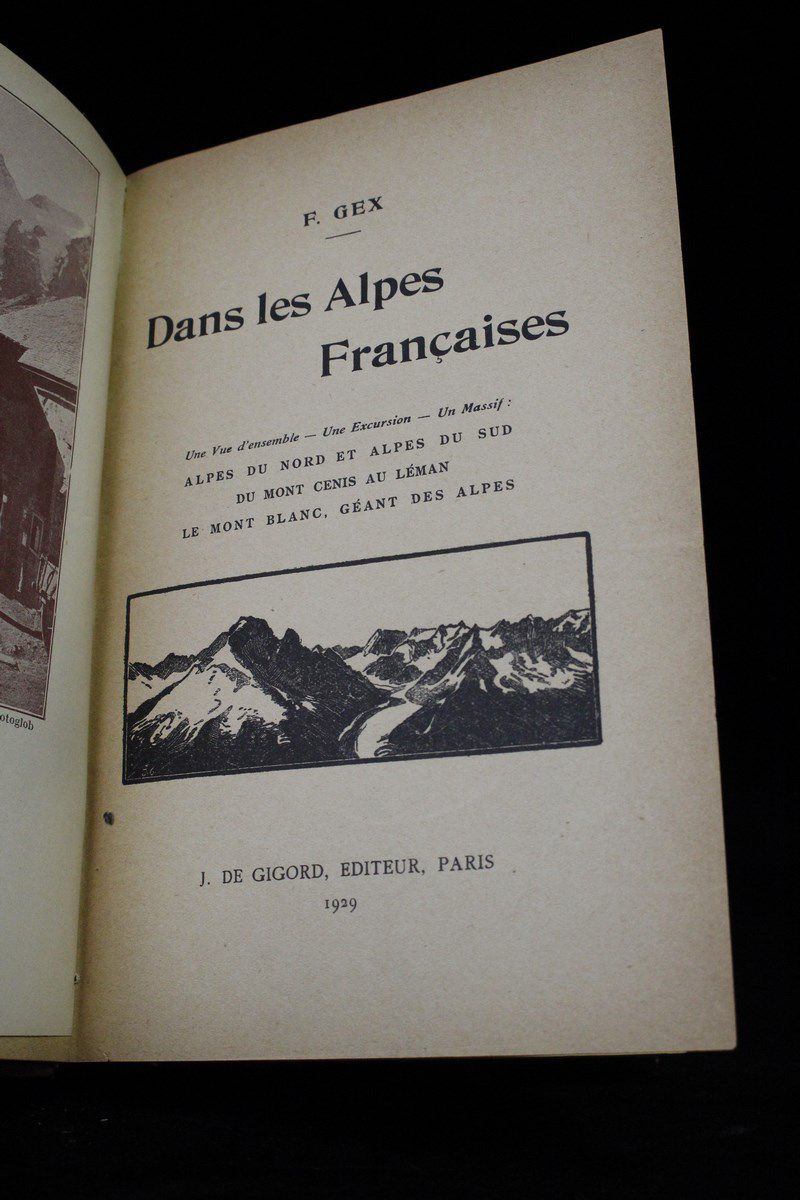 F. GEX
Dans les Alpes
Françaises
Une Vue d'ensemble — Une Excursion — Un Massif :
ALPES DU NORD ET ALPES DU SUD
DU MONT CENIS AU LÉMAN
LE MONT BLANC, GÉANT DES ALPES
J. DE GIGORD, EDITEUR, PARIS
1929